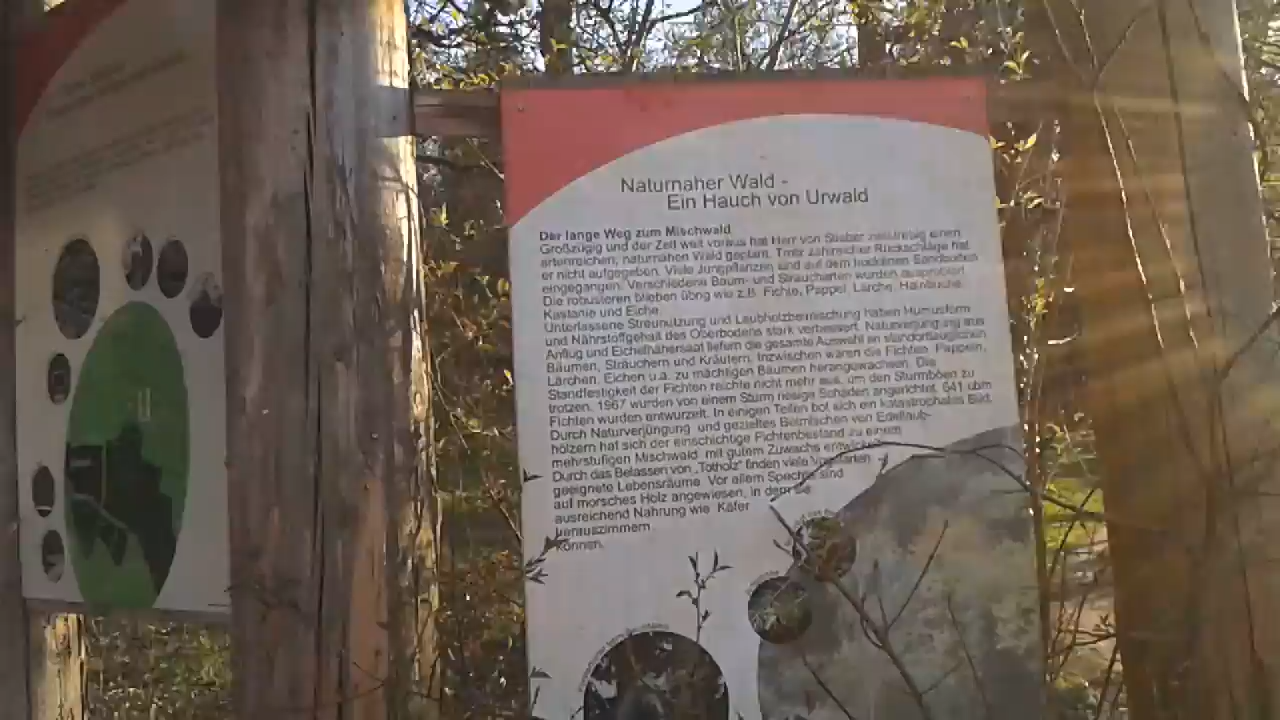 Naturnaher Wald -
Ein Hauch von Urwald
Der lange Weg zum Mischwald
Großzügig und der Zeit weit voraus hat Herr von Stieber zielstrebig einen
artenreichen, naturnahen Wald geplant. Trotz zahlreicher Rückschläge hat
er nicht aufgegeben. Viele Jungpflanzen sind auf dem trockenen Sandboden
eingegangen. Verschiedene Baum- und Straucharten wurden ausprobiert.
Die robusteren blieben übrig wie z.B. Fichte, Pappel, Lärche, Hainbuche,
Kastanie und Eiche.
Unterlassene Streunutzung und Laubholzbeimischung haben Humusform
und Nährstoffgehalt des Oberbodens stark verbessert. Naturverjüngung aus
Anflug und Eichelhähersaat liefern die gesamte Auswahl an standorttauglichen
Bäumen, Sträuchern und Kräutern. Inzwischen waren die Fichten, Pappeln,
Lärchen, Eichen u.a. zu mächtigen Bäumen herangewachsen. Die
Standfestigkeit der Fichten reichte nicht mehr aus, um den Sturmböen zu
trotzen. 1967 wurden von einem Sturm riesige Schäden angerichtet. 641 ubm
Fichten wurden entwurzelt. In einigen Teilen bot sich ein katastrophales Bild.
Durch Naturverjüngung und gezieltes Beimischen von Edellaub-
hölzern hat sich der einschichtige Fichtenbestand zu einem
mehrstufigen Mischwald mit gutem Zuwachs entwickelt.
Durch das Belassen von „Totholz" finden viele Vogelarten
geeignete Lebensräume. Vor allem Spechte sind
auf morsches Holz angewiesen, in dem sie
ausreichend Nahrung wie Käfer
herauszimmern
können.